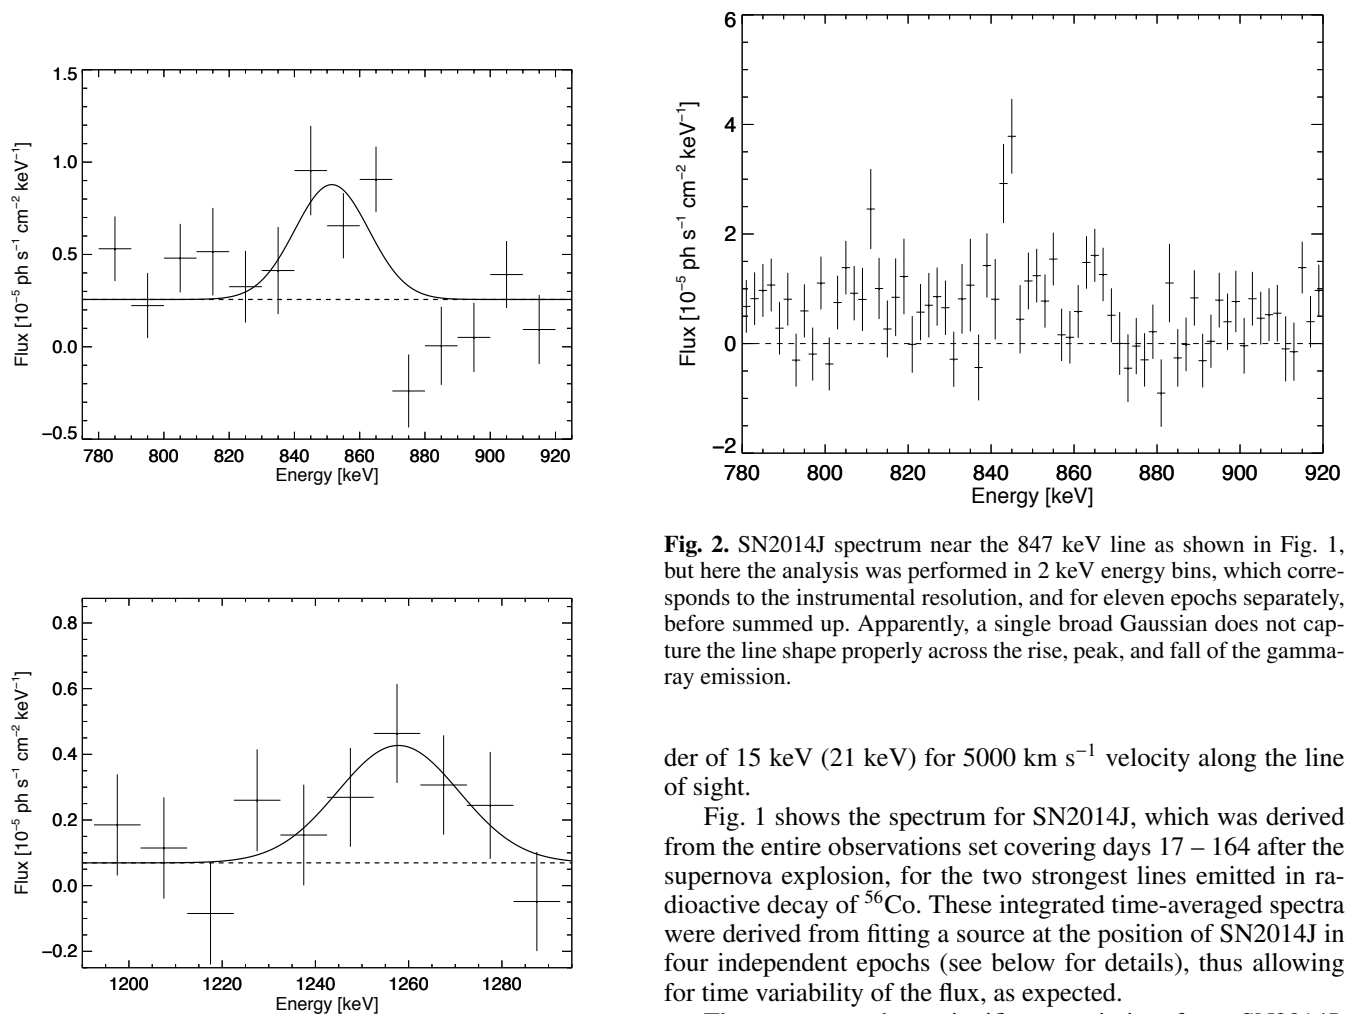 1.5
1.0
0.5
0.0
−0.5
Flux [10⁻⁵ ph s⁻¹ cm⁻² keV⁻¹]
780 800 820 840 860 880 900 920
Energy [keV]
0.8
0.6
0.4
0.2
0.0
−0.2
Flux [10⁻⁵ ph s⁻¹ cm⁻² keV⁻¹]
1200 1220 1240 1260 1280
Energy [keV]
6
4
2
0
−2
Flux [10⁻⁵ ph s⁻¹ cm⁻² keV⁻¹]
780 800 820 840 860 880 900 920
Energy [keV]
Fig. 2. SN2014J spectrum near the 847 keV line as shown in Fig. 1,
but here the analysis was performed in 2 keV energy bins, which corre-
sponds to the instrumental resolution, and for eleven epochs separately,
before summed up. Apparently, a single broad Gaussian does not cap-
ture the line shape properly across the rise, peak, and fall of the gamma-
ray emission.
der of 15 keV (21 keV) for 5000 km s⁻¹ velocity along the line
of sight.
Fig. 1 shows the spectrum for SN2014J, which was derived
from the entire observations set covering days 17 – 164 after the
supernova explosion, for the two strongest lines emitted in ra-
dioactive decay of ⁵⁶Co. These integrated time-averaged spectra
were derived from fitting a source at the position of SN2014J in
four independent epochs (see below for details), thus allowing
for time variability of the flux, as expected.